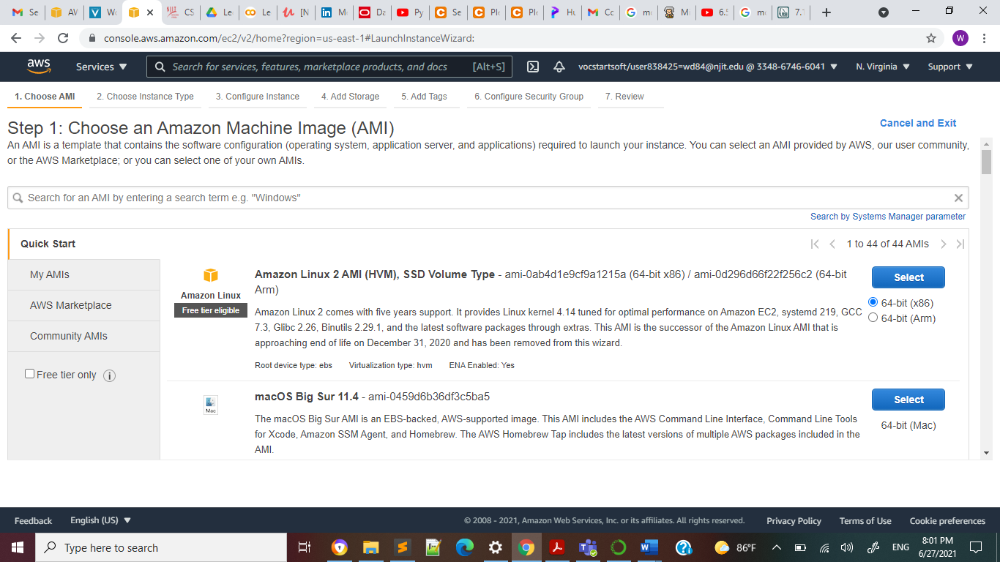 Se
AW
Wo
CS
Le
Le
[N
Mo
Da
Py
Se
Ple
Ple
Hu
Co
mo
Mi
6.5
mo
7.1
console.aws.amazon.com/ec2/v2/home?region=us-east-1#LaunchInstanceWizard:
W
aws
Services
Search for services, features, marketplace products, and docs [Alt+S]
vocstartsoft/user838425=wd84@njit.edu @ 3348-6746-6041
N. Virginia
Support
1. Choose AMI
2. Choose Instance Type
3. Configure Instance
4. Add Storage
5. Add Tags
6. Configure Security Group
7. Review
Step 1: Choose an Amazon Machine Image (AMI)
Cancel and Exit
An AMI is a template that contains the software configuration (operating system, application server, and applications) required to launch your instance. You can select an AMI provided by AWS, our user community,
or the AWS Marketplace; or you can select one of your own AMIs.
Search for an AMI by entering a search term e.g. "Windows"
Search by Systems Manager parameter
Quick Start
1 to 44 of 44 AMIs
My AMIs
AWS Marketplace
Community AMIs
Free tier only
Amazon Linux
Free tier eligible
Amazon Linux 2 AMI (HVM), SSD Volume Type - ami-0ab4d1e9cf9a1215a (64-bit x86) / ami-0d296d66f22f256c2 (64-bit
Arm)
Amazon Linux 2 comes with five years support. It provides Linux kernel 4.14 tuned for optimal performance on Amazon EC2, systemd 219, GCC
7.3, Glibc 2.26, Binutils 2.29.1, and the latest software packages through extras. This AMI is the successor of the Amazon Linux AMI that is
approaching end of life on December 31, 2020 and has been removed from this wizard.
Root device type: ebs Virtualization type: hvm ENA Enabled: Yes
Select
64-bit (x86)
64-bit (Arm)
Mac
macOS Big Sur 11.4 - ami-0459d6b36df3c5ba5
The macOS Big Sur AMI is an EBS-backed, AWS-supported image. This AMI includes the AWS Command Line Interface, Command Line Tools
for Xcode, Amazon SSM Agent, and Homebrew. The AWS Homebrew Tap includes the latest versions of multiple AWS packages included in the
AMI.
Select
64-bit (Mac)
Feedback
English (US)
© 2008 - 2021, Amazon Web Services, Inc. or its affiliates. All rights reserved.
Privacy Policy
Terms of Use
Cookie preferences
Type here to search
86°F
ENG
8:01 PM
6/27/2021